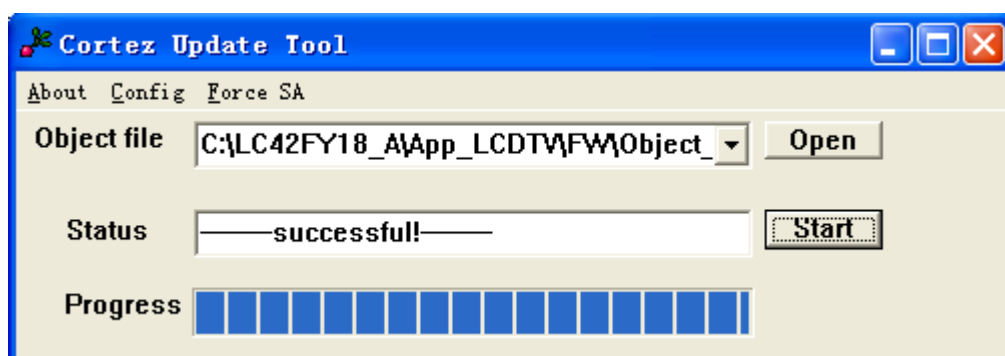 Cortez Update Tool
About Config Force SA
Object file C:\LC42FY18_A\App_LCDTV\FW\Object_ Open
Status ———successful!——— Start
Progress